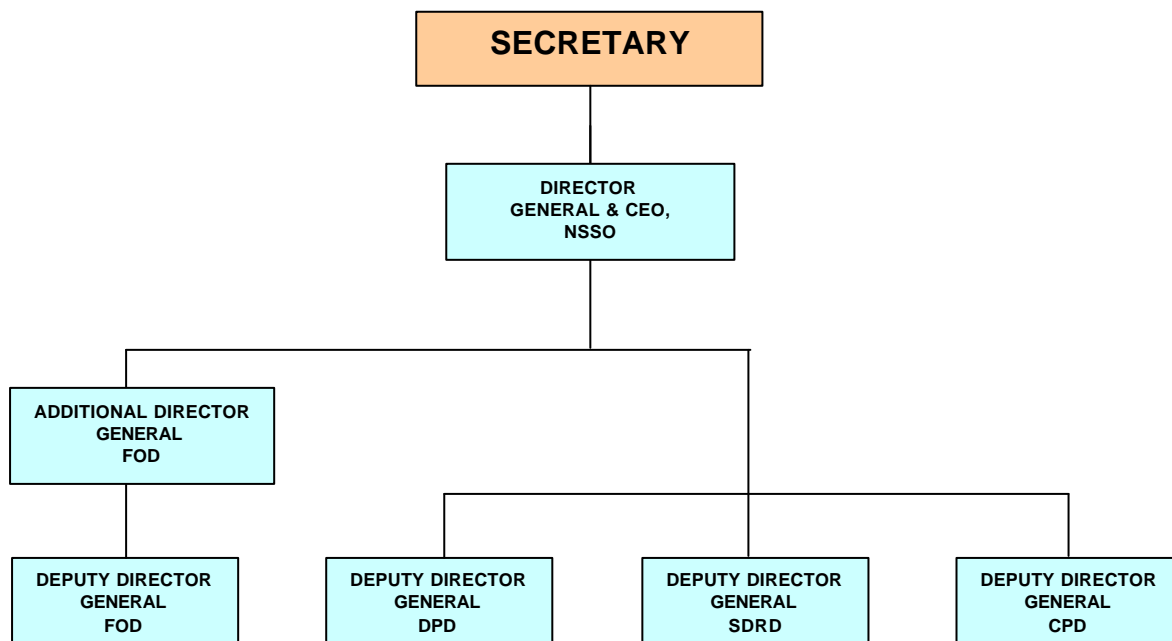 SECRETARY
DIRECTOR
GENERAL & CEO,
NSSO
ADDITIONAL DIRECTOR
GENERAL
FOD
DEPUTY DIRECTOR
GENERAL
FOD
DEPUTY DIRECTOR
GENERAL
DPD
DEPUTY DIRECTOR
GENERAL
SDRD
DEPUTY DIRECTOR
GENERAL
CPD